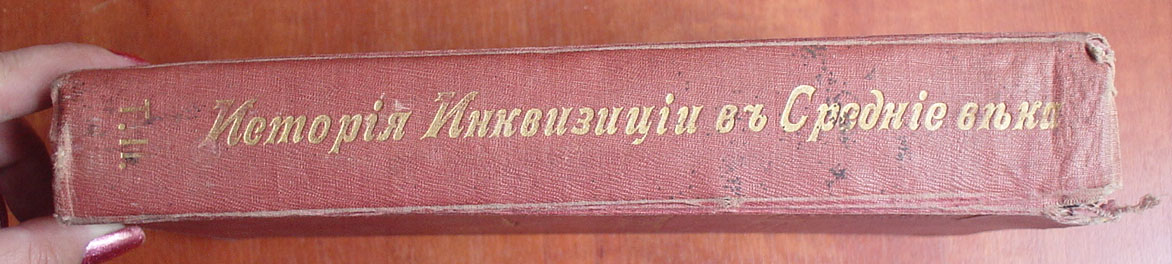 Исторія Инквизиціи въ Средніе вѣка